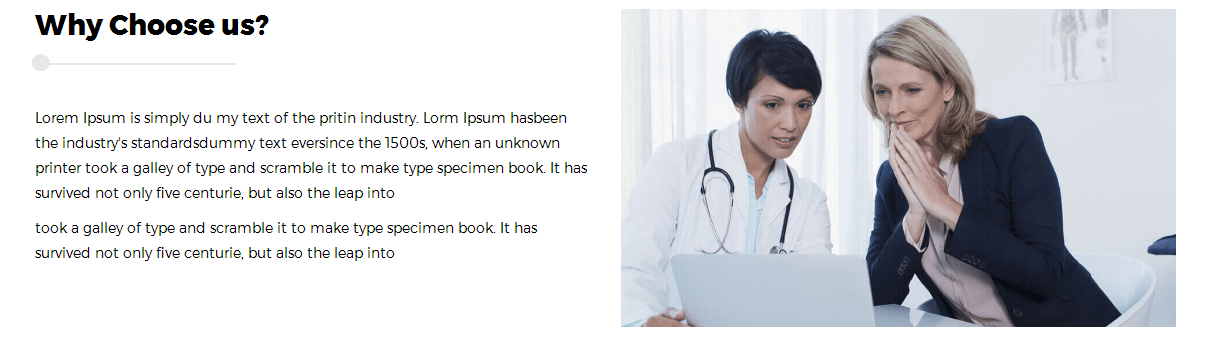 Why Choose us?
Lorem Ipsum is simply du my text of the pritin industry. Lorm Ipsum hasbeen
the industry's standardsdummy text eversince the 1500s, when an unknown
printer took a galley of type and scramble it to make type specimen book. It has
survived not only five centurie, but also the leap into
took a galley of type and scramble it to make type specimen book. It has
survived not only five centurie, but also the leap into